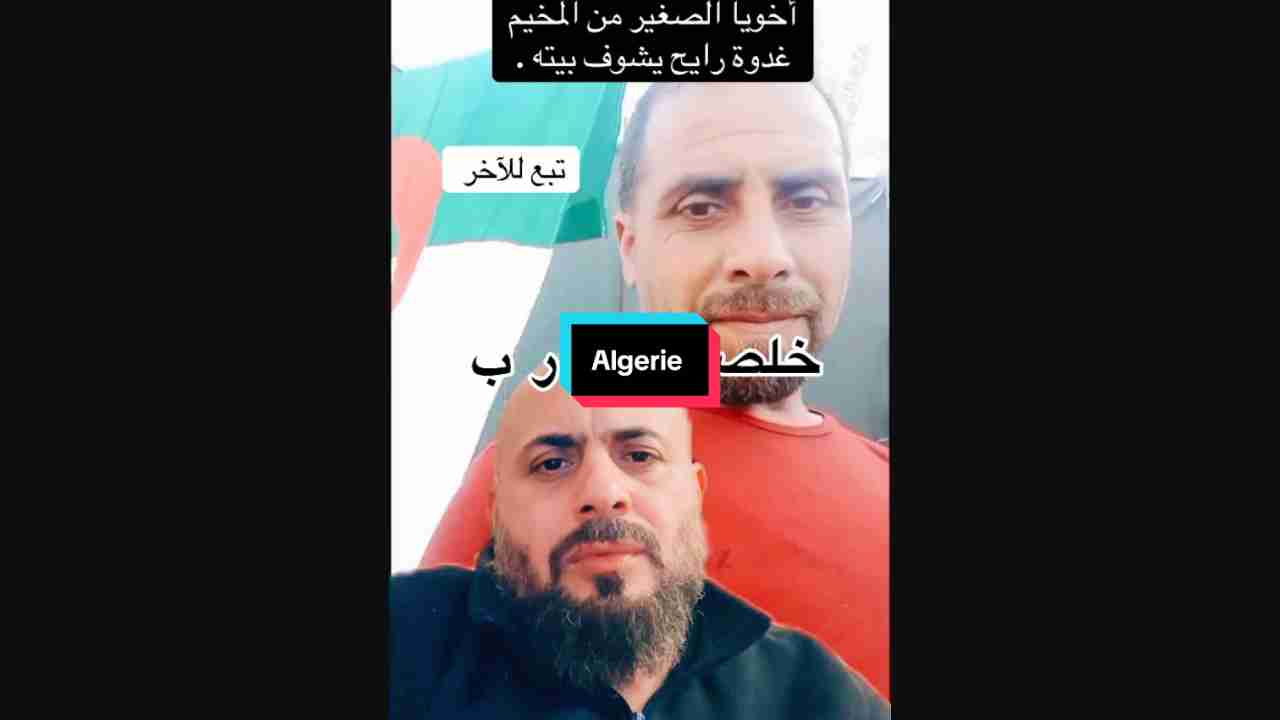 أخويا الصغير من المخيم
غدوة رايح يشوف بيته .
تبع للآخر
Algerie